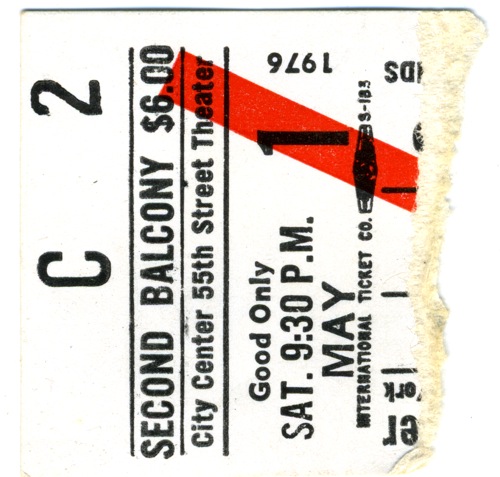 C 2
SECOND BALCONY $6.00
City Center 55th Street Theater
Good Only
SAT. 9:30 P.M.
MAY 1
1976
INTERNATIONAL TICKET CO.